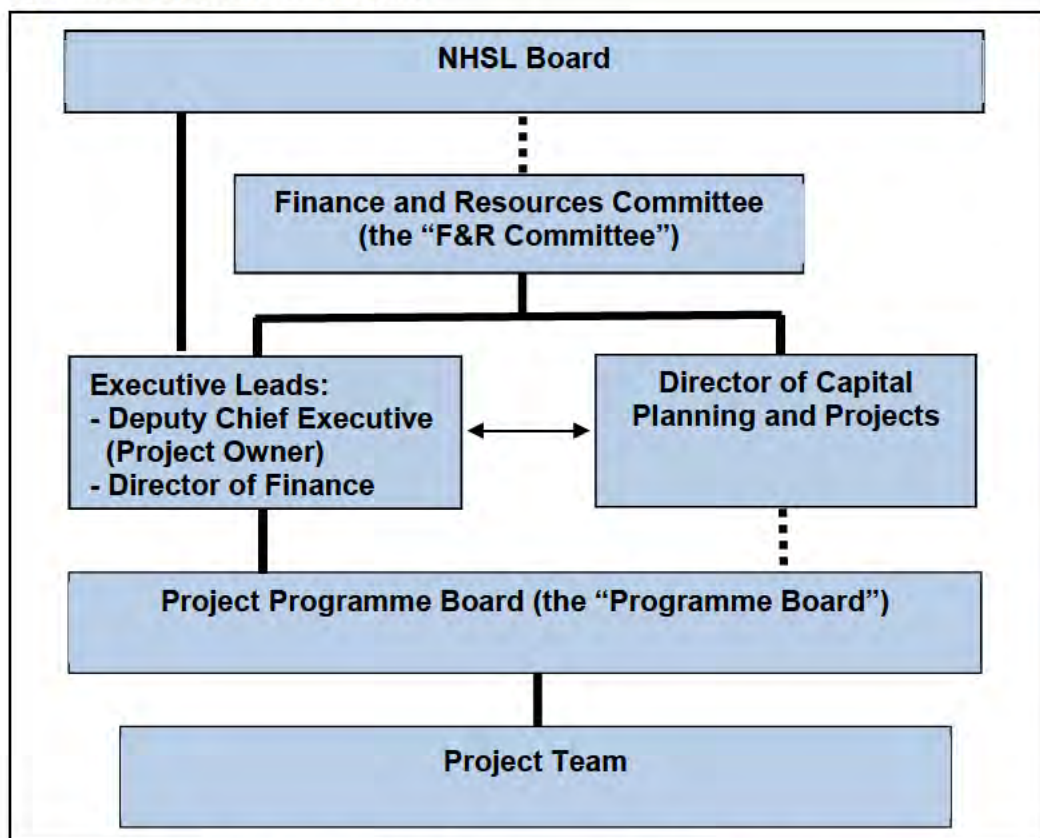 NHSL Board
Finance and Resources Committee
(the “F&R Committee”)
Executive Leads:
- Deputy Chief Executive
(Project Owner)
- Director of Finance
Director of Capital
Planning and Projects
Project Programme Board (the “Programme Board”)
Project Team